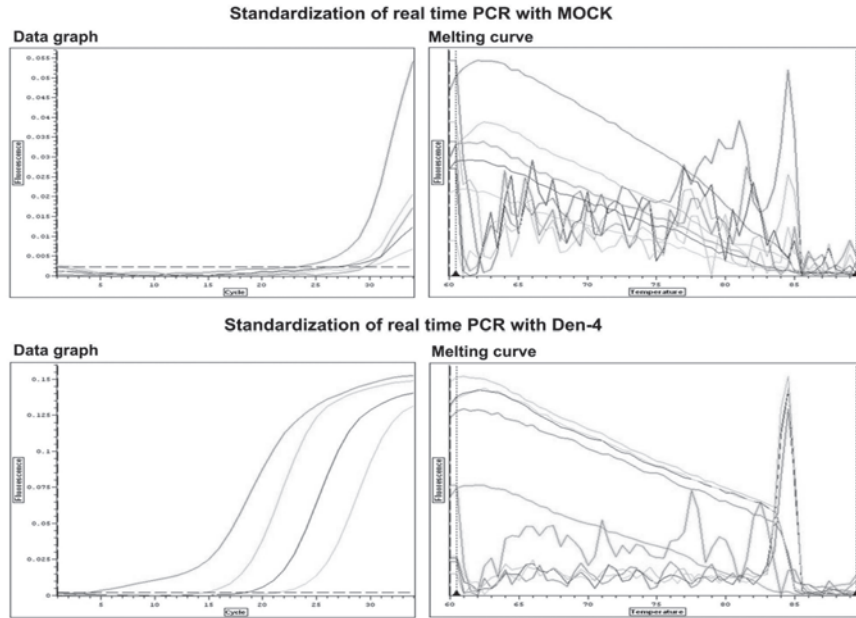 Standardization of real time PCR with MOCK
Data graph
Melting curve
0.055
0.05
0.045
0.04
0.035
0.03
0.025
0.02
0.015
0.01
0.005
0
Fluorescence
5 10 15 20 25 30
Cycle
Fluorescence
60 65 70 75 80 85
Temperature
Standardization of real time PCR with Den-4
Data graph
Melting curve
0.15
0.125
0.1
0.075
0.05
0.025
0
Fluorescence
5 10 15 20 25 30
Cycle
Fluorescence
60 65 70 75 80 85
Temperature